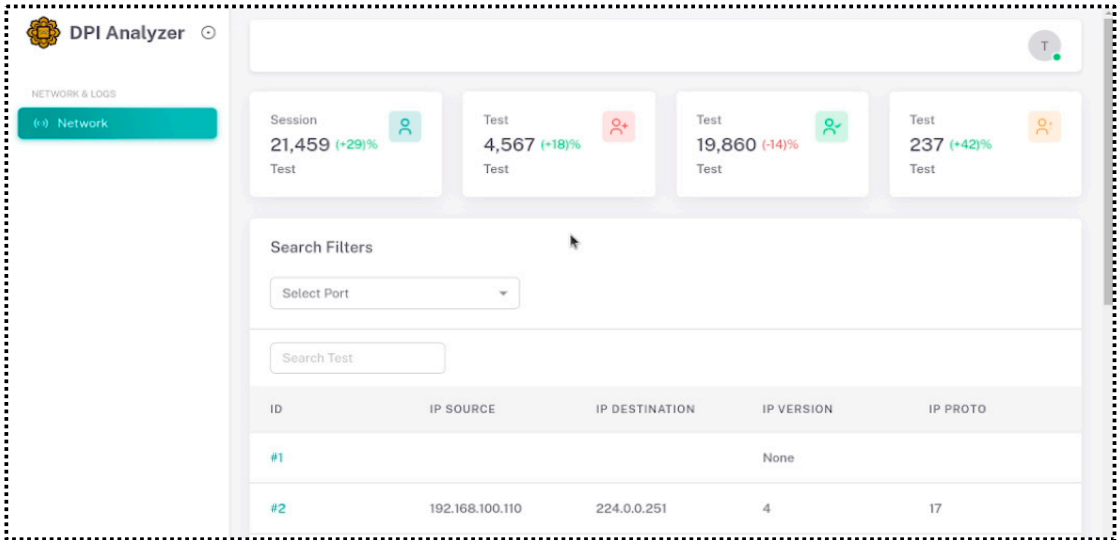 DPI Analyzer
T
NETWORK & LOGS
Network
Session
21,459 (+29)%
Test
Test
4,567 (+18)%
Test
Test
19,860 (-14)%
Test
Test
237 (+42)%
Test
Search Filters
Select Port
Search Test
ID IP SOURCE IP DESTINATION IP VERSION IP PROTO
#1 None
#2 192.168.100.110 224.0.0.251 4 17